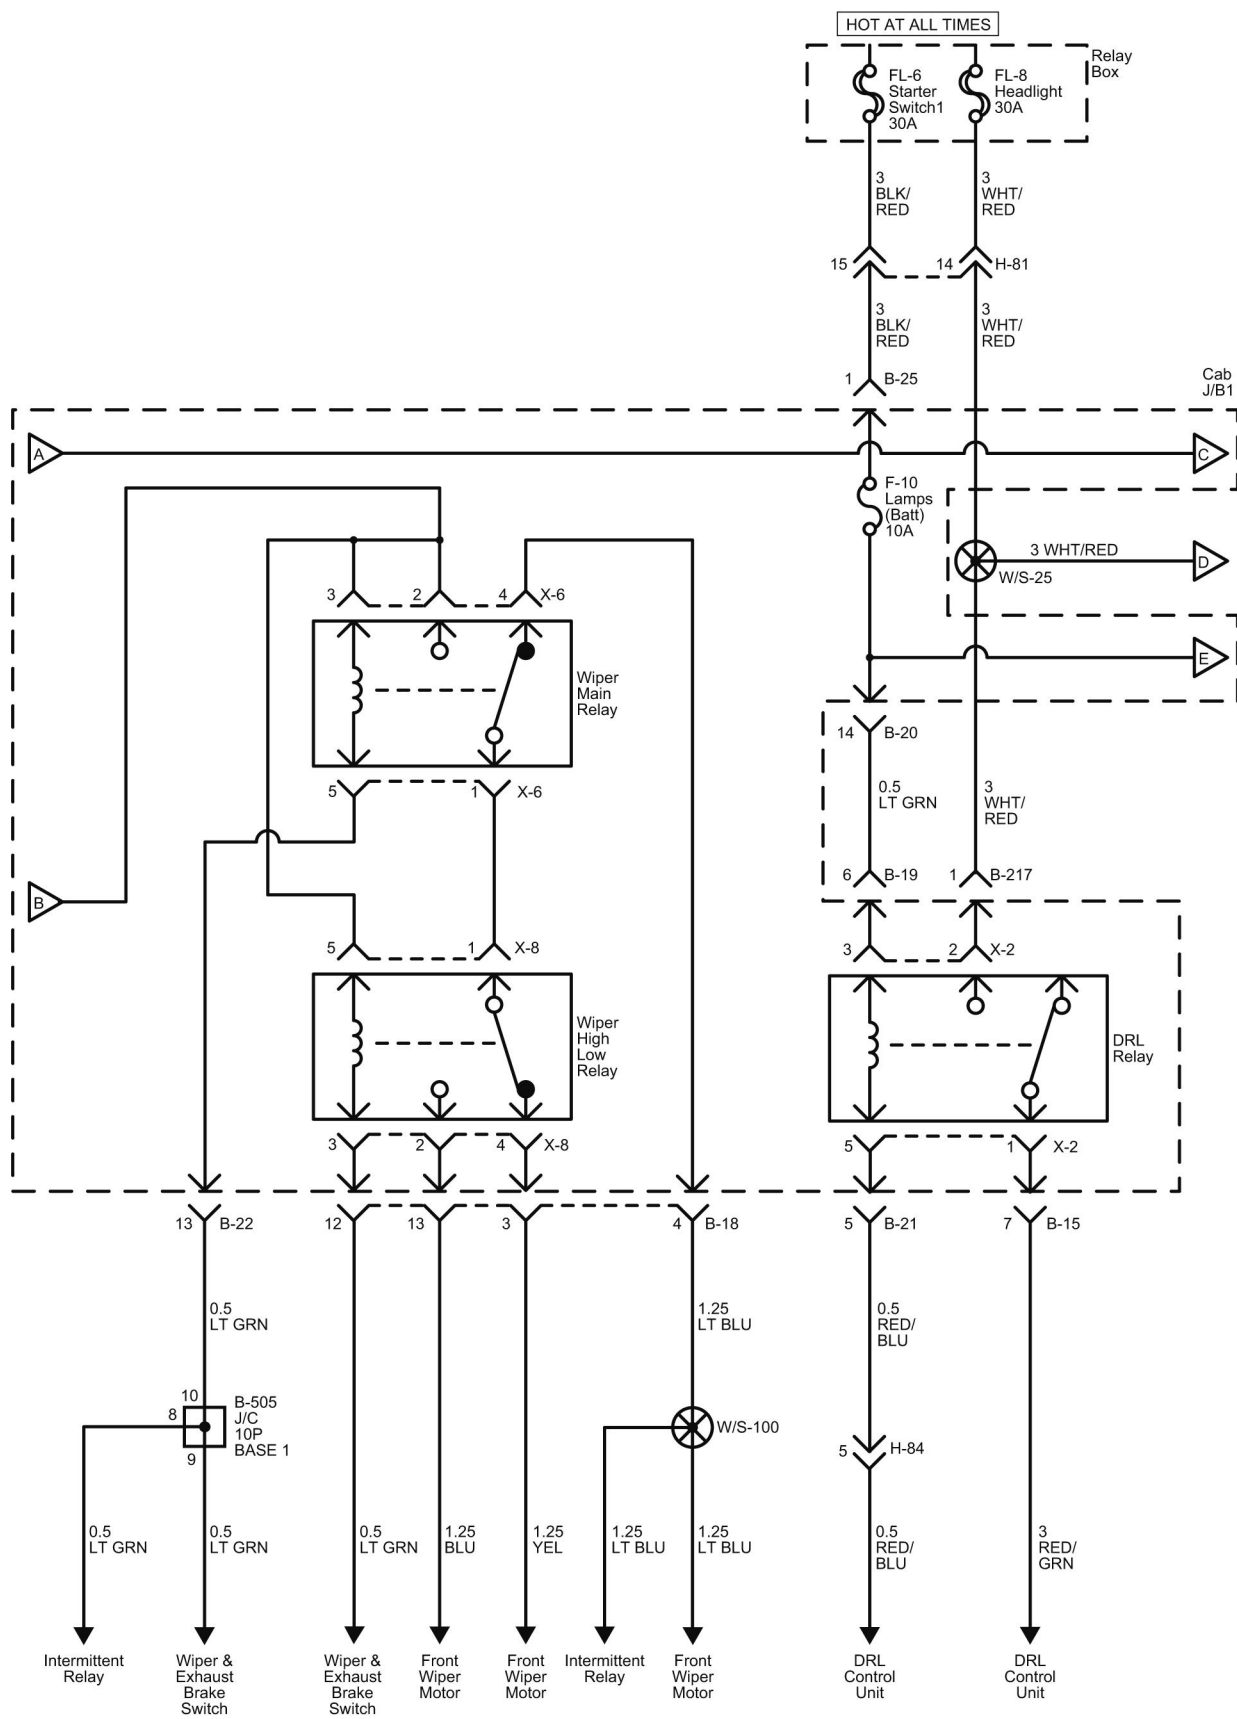 HOT AT ALL TIMES
Relay
Box
FL-6
Starter
Switch1
30A
FL-8
Headlight
30A
3
BLK/
RED
3
WHT/
RED
15
14
H-81
3
BLK/
RED
3
WHT/
RED
1
B-25
Cab
J/B1
A
C
F-10
Lamps
(Batt)
10A
3 WHT/RED
D
W/S-25
3
2
4
X-6
E
Wiper
Main
Relay
14
B-20
5
1
X-6
0.5
LT GRN
3
WHT/
RED
B
6
B-19
1
B-217
5
1
X-8
3
2
X-2
Wiper
High
Low
Relay
DRL
Relay
3
2
4
X-8
5
1
X-2
13
B-22
12
13
3
4
B-18
5
B-21
7
B-15
0.5
LT GRN
1.25
LT BLU
0.5
RED/
BLU
10
8
9
B-505
J/C
10P
BASE 1
W/S-100
5
H-84
0.5
LT GRN
0.5
LT GRN
0.5
LT GRN
1.25
BLU
1.25
YEL
1.25
LT BLU
1.25
LT BLU
0.5
RED/
BLU
3
RED/
GRN
Intermittent
Relay
Wiper &
Exhaust
Brake
Switch
Wiper &
Exhaust
Brake
Switch
Front
Wiper
Motor
Front
Wiper
Motor
Intermittent
Relay
Front
Wiper
Motor
DRL
Control
Unit
DRL
Control
Unit